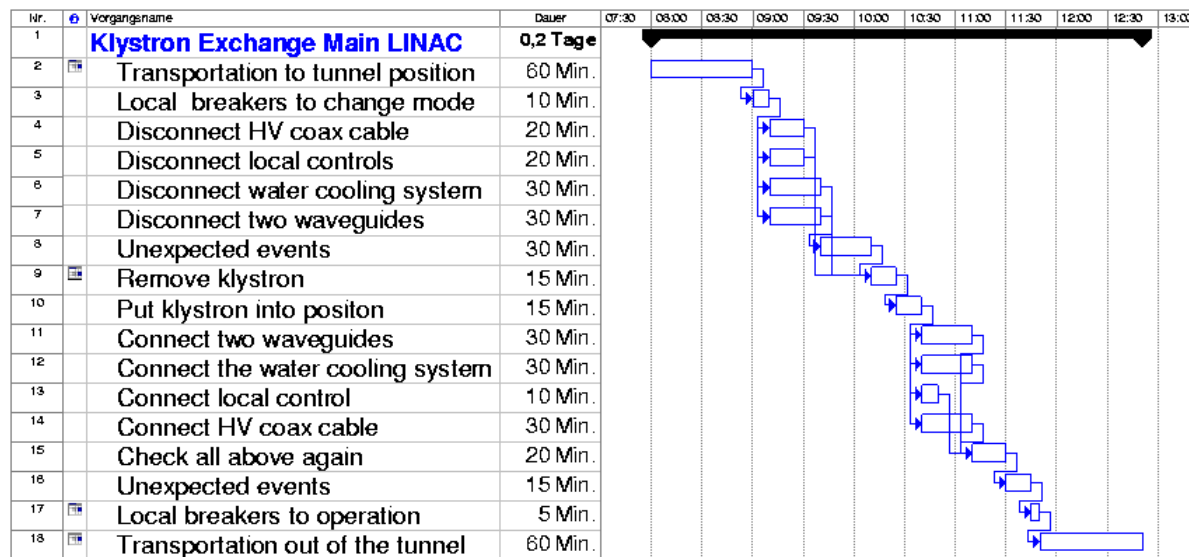 Nr. Vorgangsname Dauer 07:30 08:00 08:30 09:00 09:30 10:00 10:30 11:00 11:30 12:00 12:30 13:00
1 Klystron Exchange Main LINAC 0,2 Tage
2 Transportation to tunnel position 60 Min.
3 Local breakers to change mode 10 Min.
4 Disconnect HV coax cable 20 Min.
5 Disconnect local controls 20 Min.
6 Disconnect water cooling system 30 Min.
7 Disconnect two waveguides 30 Min.
8 Unexpected events 30 Min.
9 Remove klystron 15 Min.
10 Put klystron into positon 15 Min.
11 Connect two waveguides 30 Min.
12 Connect the water cooling system 30 Min.
13 Connect local control 10 Min.
14 Connect HV coax cable 30 Min.
15 Check all above again 20 Min.
16 Unexpected events 15 Min.
17 Local breakers to operation 5 Min.
18 Transportation out of the tunnel 60 Min.